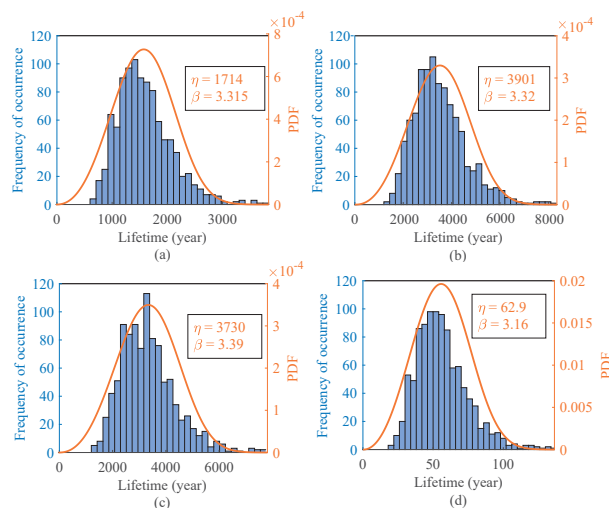 ×10⁻⁴
120
100
80
60
40
20
0
8
6
4
2
0
Frequency of occurrence
PDF
η = 1714
β = 3.315
0 1000 2000 3000
Lifetime (year)
(a)
×10⁻⁴
120
100
80
60
40
20
0
4
3
2
1
0
Frequency of occurrence
PDF
η = 3901
β = 3.32
0 2000 4000 6000 8000
Lifetime (year)
(b)
×10⁻⁴
120
100
80
60
40
20
0
4
3
2
1
0
Frequency of occurrence
PDF
η = 3730
β = 3.39
0 2000 4000 6000
Lifetime (year)
(c)
120
100
80
60
40
20
0
0.02
0.015
0.01
0.005
0
Frequency of occurrence
PDF
η = 62.9
β = 3.16
0 50 100
Lifetime (year)
(d)